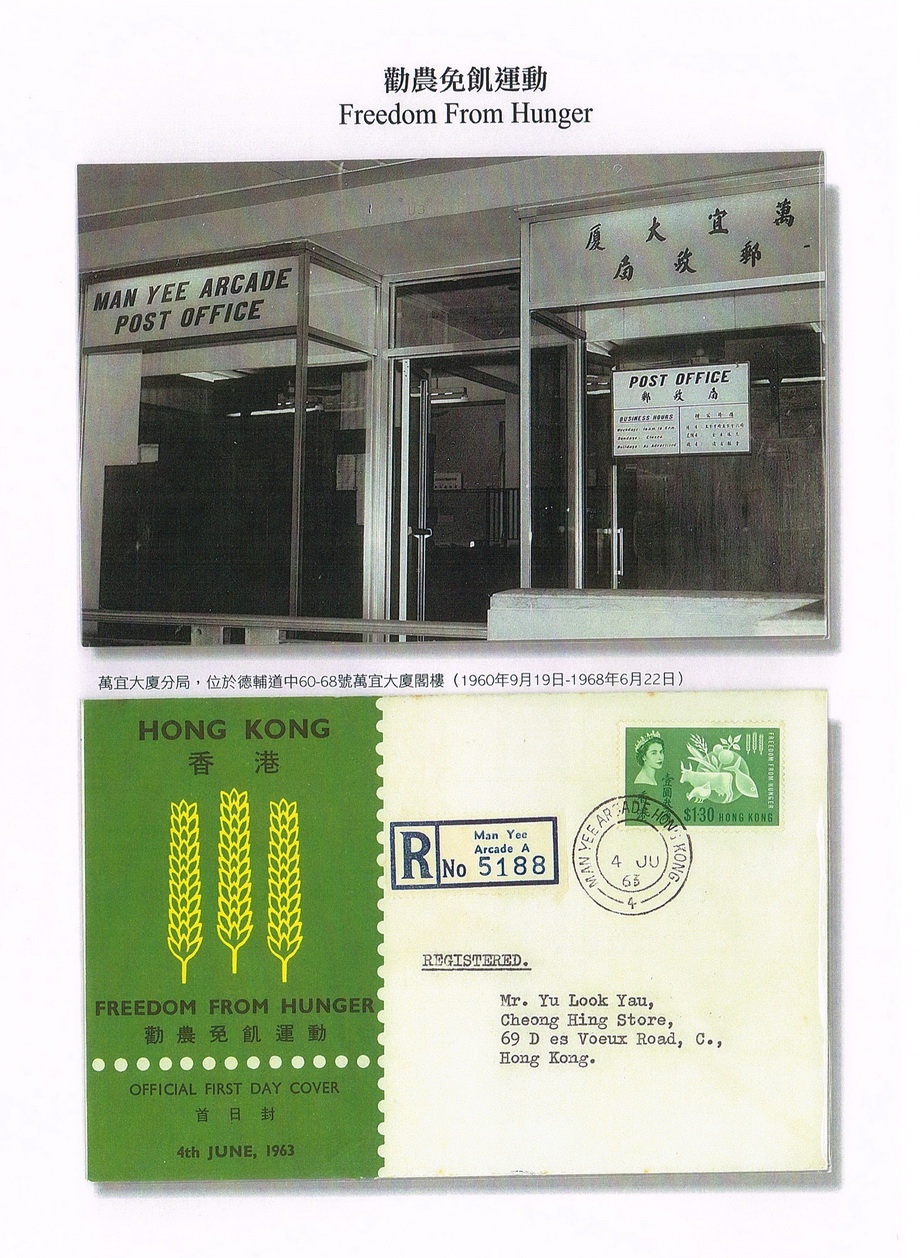 勸農免飢運動
Freedom From Hunger
MAN YEE ARCADE
POST OFFICE
萬宜大厦
郵政局
POST OFFICE
郵政局
BUSINESS HOURS
萬宜大廈分局，位於德輔道中60-68號萬宜大廈閣樓（1960年9月19日-1968年6月22日）
HONG KONG
香港
FREEDOM FROM HUNGER
勸農免飢運動
OFFICIAL FIRST DAY COVER
首日封
4th JUNE, 1963
FREEDOM FROM HUNGER
$1.30 HONG KONG
R
Man Yee
Arcade A
No 5188
MAN YEE ARCADE HONG KONG
4 JU
63
4
REGISTERED.
Mr. Yu Look Yau,
Cheong Hing Store,
69 D es Voeux Road, C.,
Hong Kong.